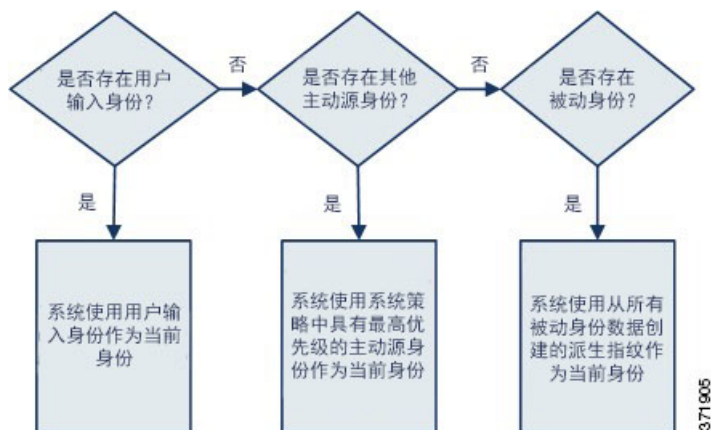 是否存在用户
输入身份？
否
是否存在其他
主动源身份？
否
是否存在
被动身份？
是
是
是
系统使用用户输
入身份作为当前
身份
系统使用系统策
略中具有最高优
先级的主动源身
份作为当前身份
系统使用从所有
被动身份数据创
建的派生指纹作
为当前身份
371905